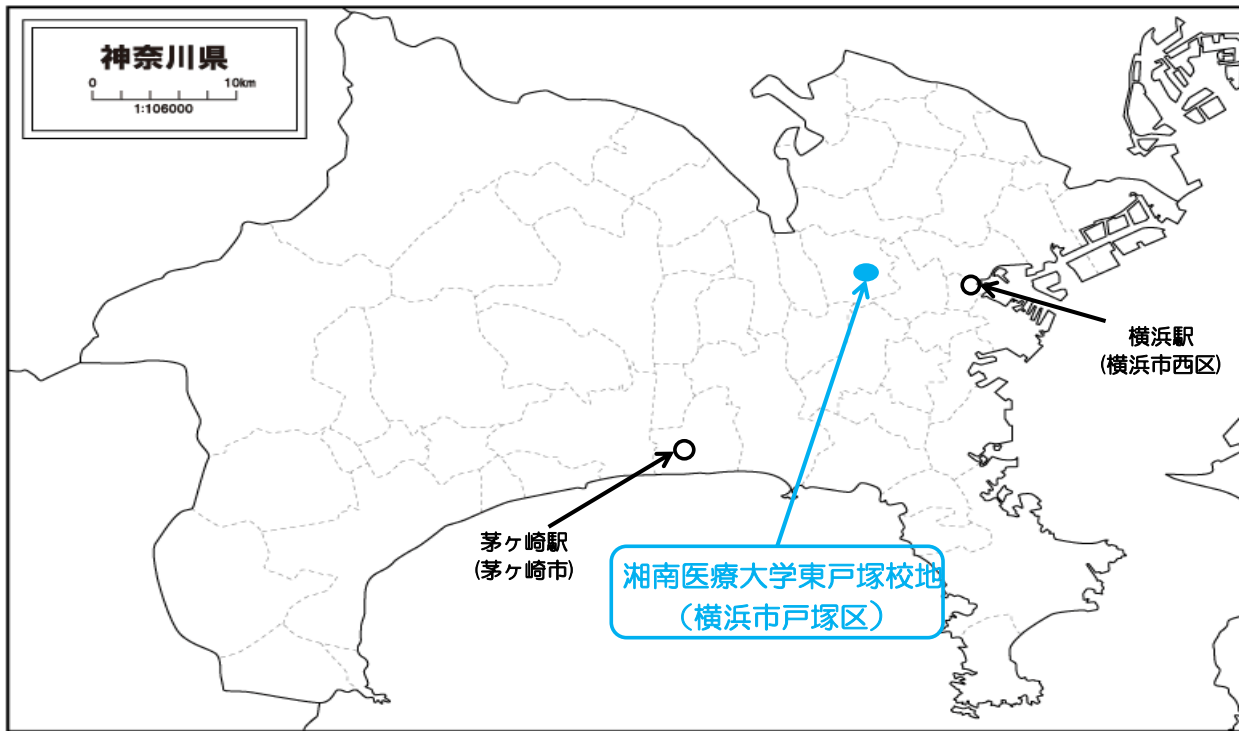 神奈川県
0 10km
1:106000
横浜駅
(横浜市西区)
茅ヶ崎駅
(茅ヶ崎市)
湘南医療大学東戸塚校地
（横浜市戸塚区）